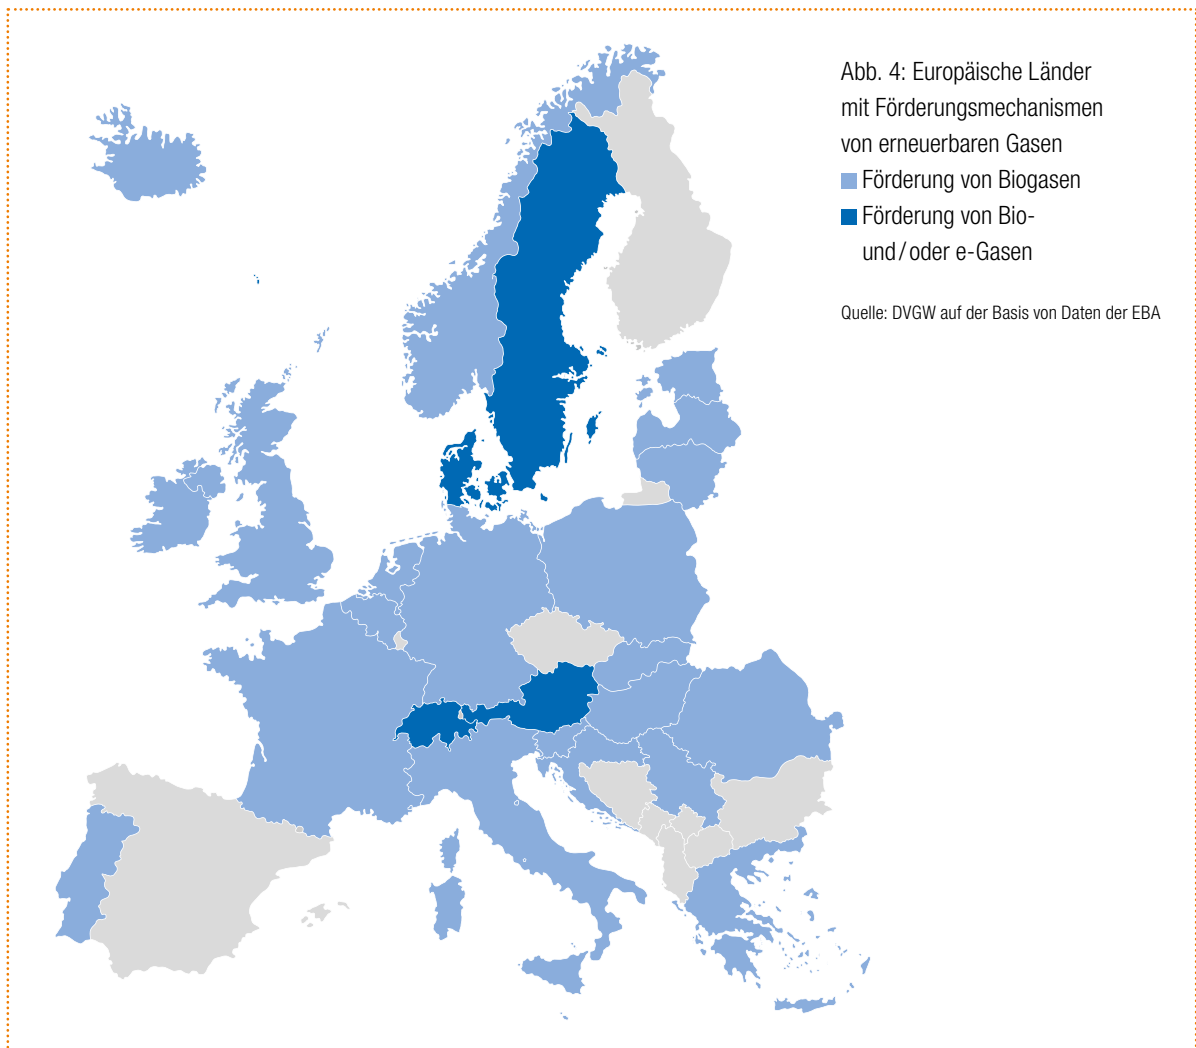 Abb. 4: Europäische Länder
mit Förderungsmechanismen
von erneuerbaren Gasen
Förderung von Biogasen
Förderung von Bio-
und/oder e-Gasen
Quelle: DVGW auf der Basis von Daten der EBA